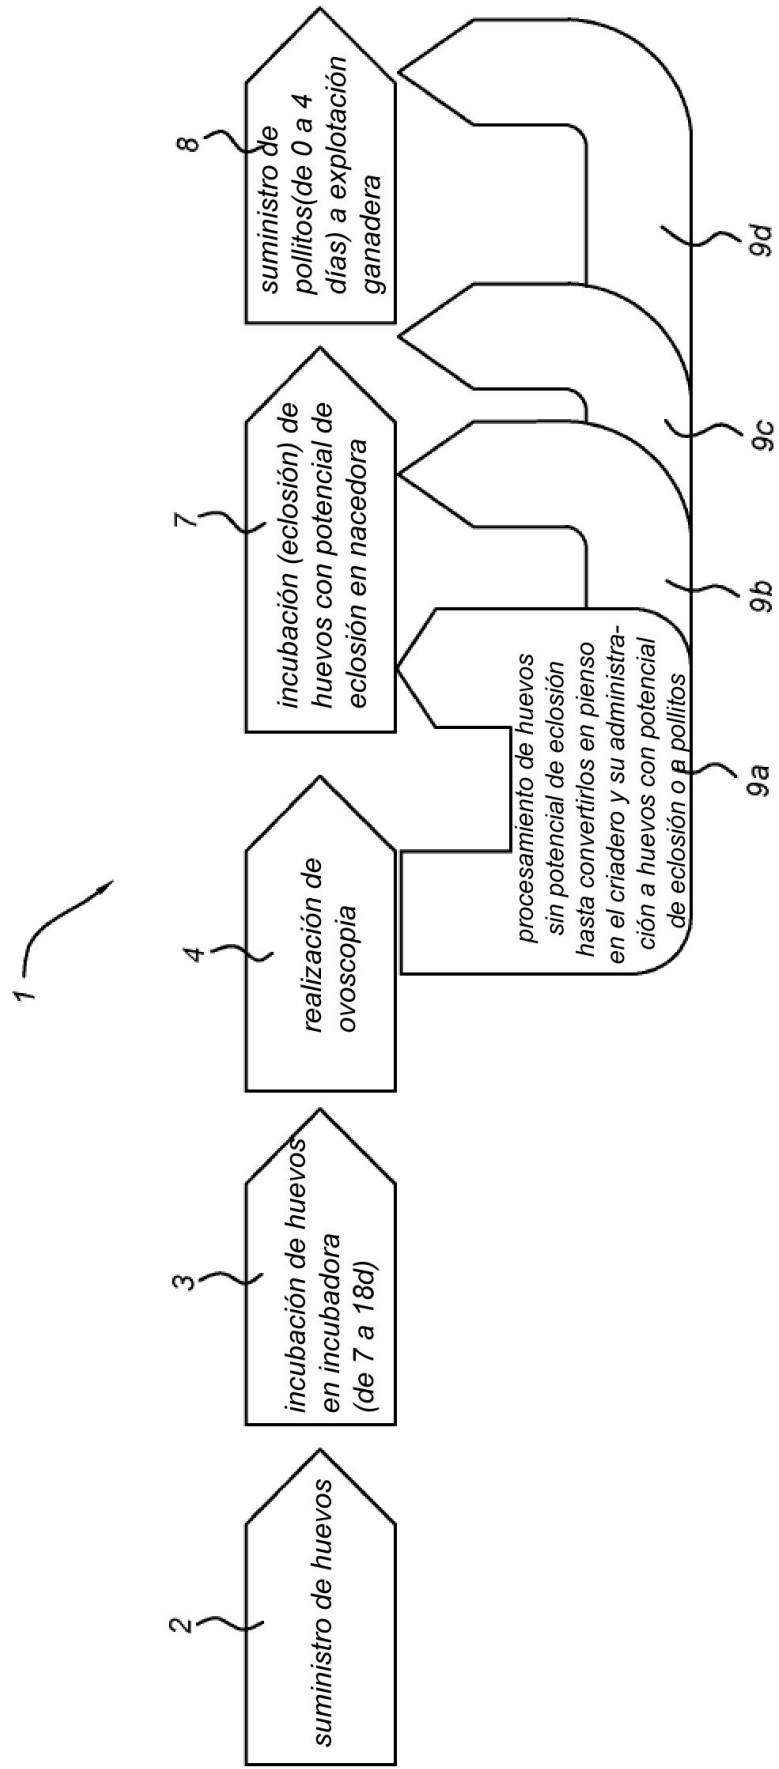 1
2
suministro de huevos
3
incubación de huevos
en incubadora
(de 7 a 18d)
4
realización de
ovoscopia
7
incubación (eclosión) de
huevos con potencial de
eclosión en nacedora
8
suministro de
pollitos(de 0 a 4
días) a explotación
ganadera
procesamiento de huevos
sin potencial de eclosión
hasta convertirlos en pienso
en el criadero y su administra-
ción a huevos con potencial
de eclosión o a pollitos
9a
9b
9c
9d